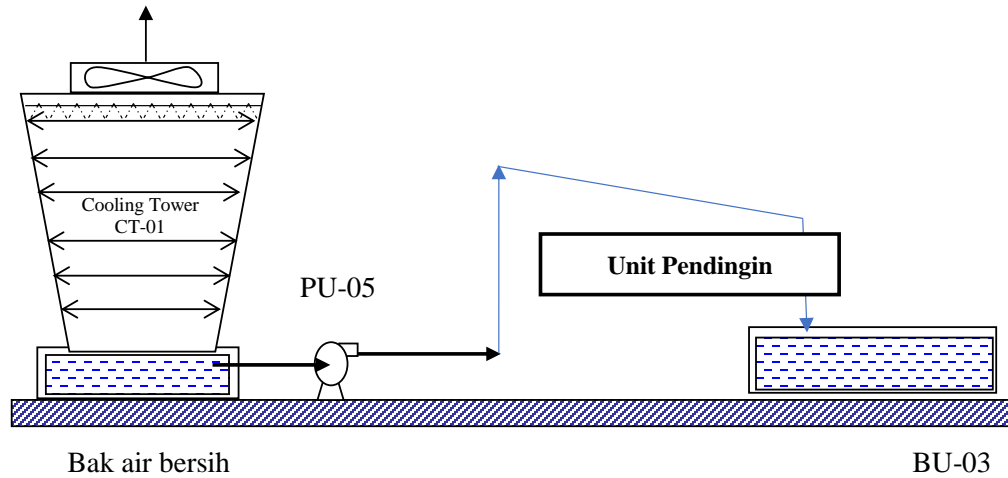 Cooling Tower
CT-01
Unit Pendingin
PU-05
Bak air bersih
BU-03